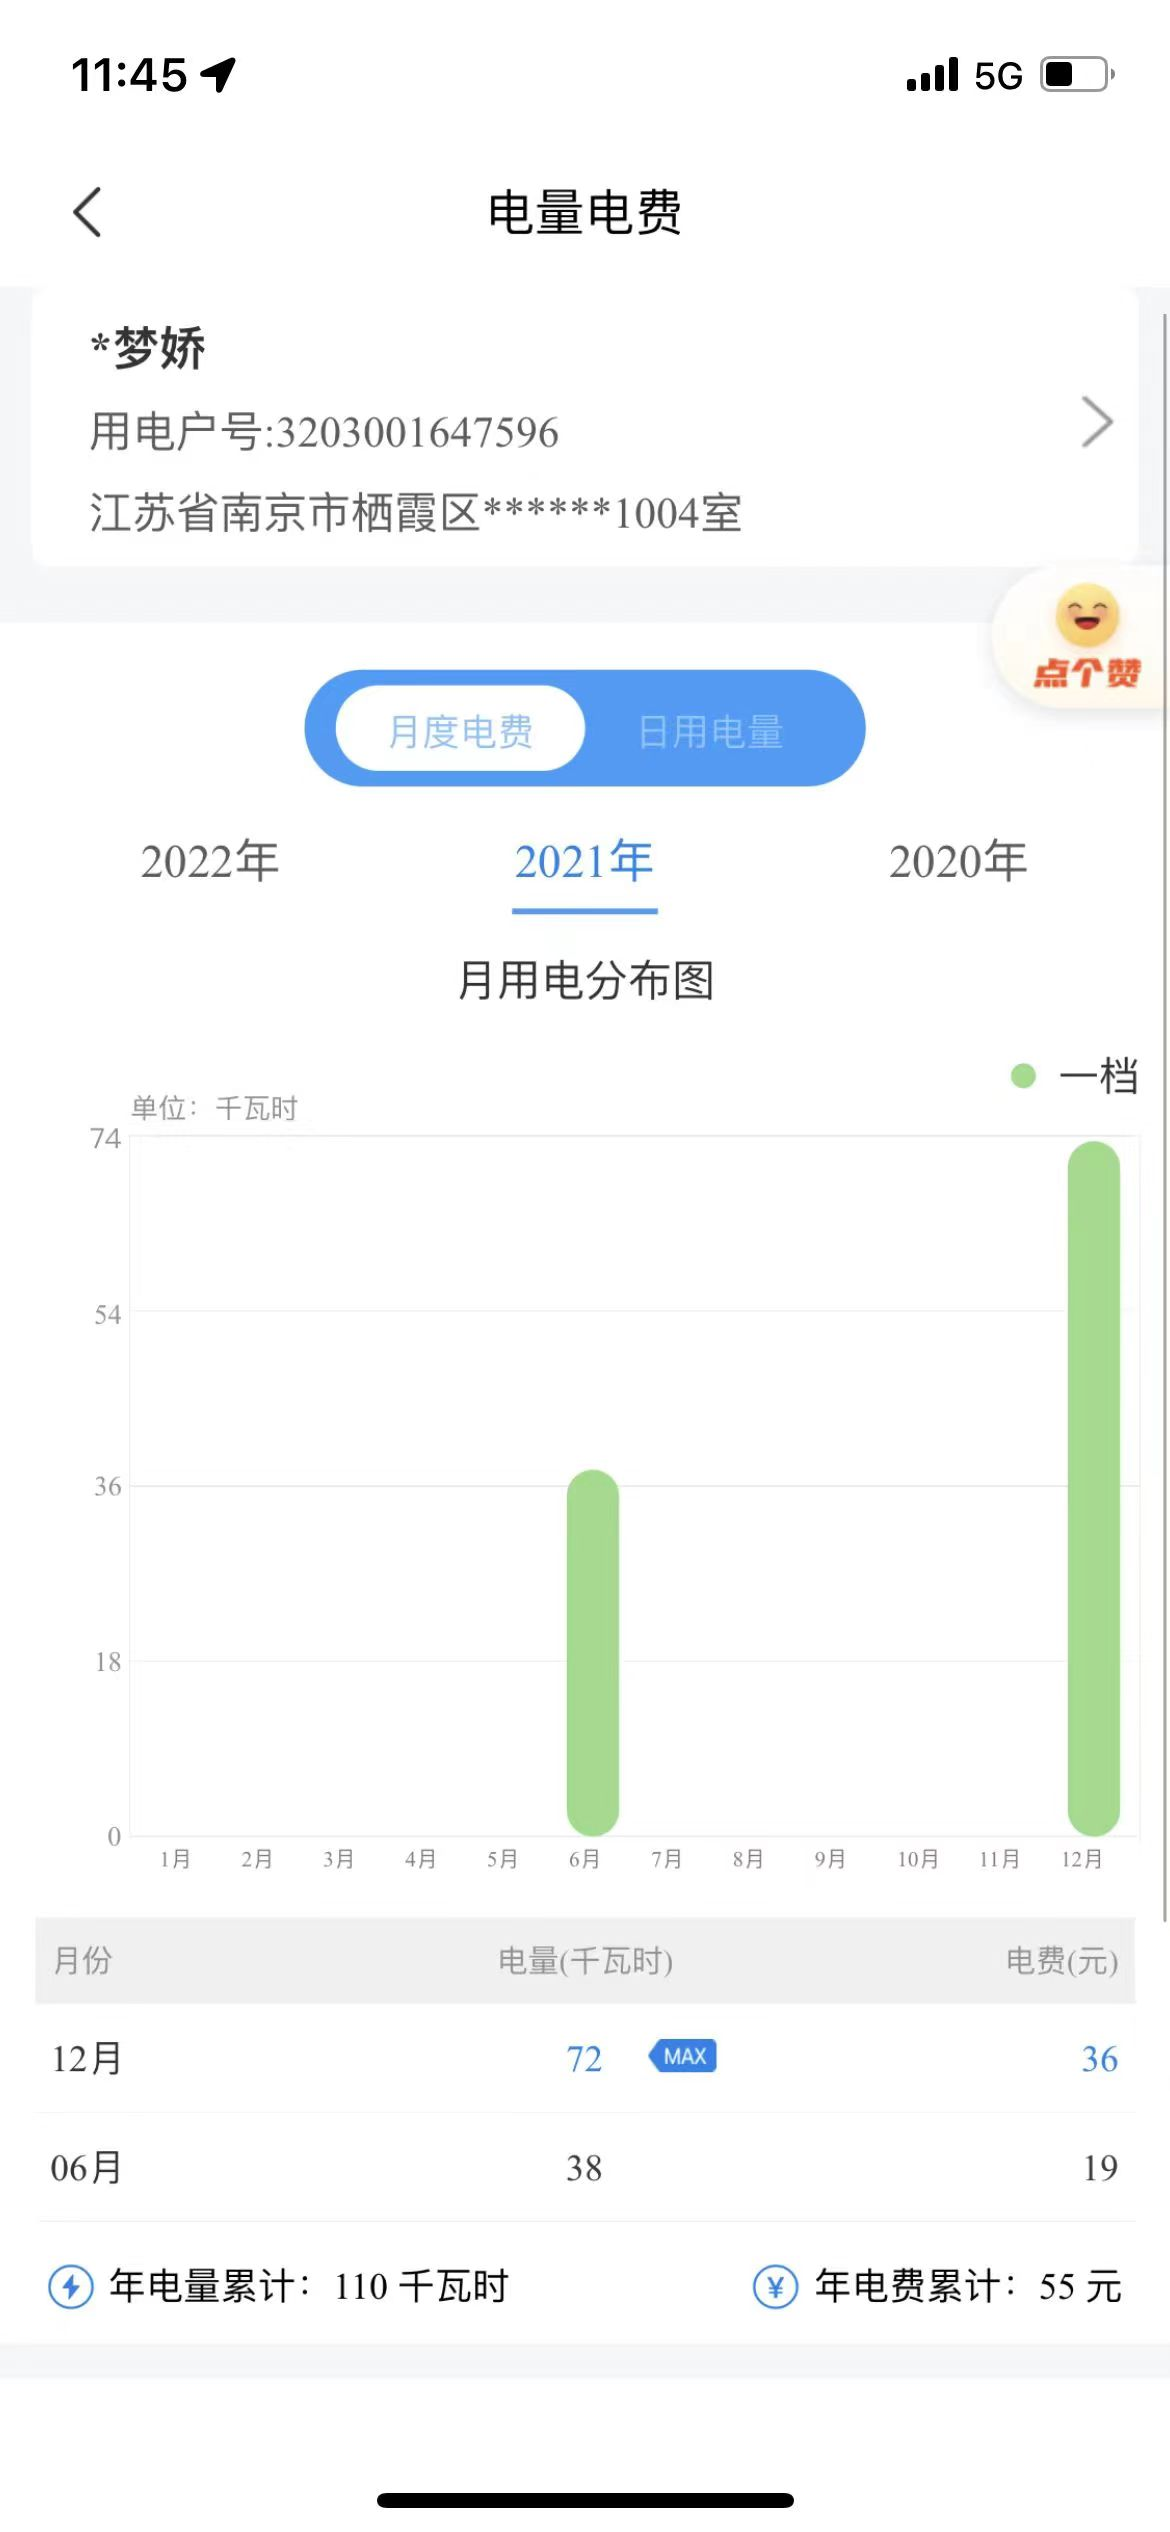 11:45
5G
电量电费
*梦娇
用电户号:3203001647596
江苏省南京市栖霞区******1004室
点个赞
月度电费 日用电量
2022年 2021年 2020年
月用电分布图
一档
单位：千瓦时
74
54
36
18
0
1月 2月 3月 4月 5月 6月 7月 8月 9月 10月 11月 12月
月份 电量(千瓦时) 电费(元)
12月 72 MAX 36
06月 38 19
年电量累计：110 千瓦时 ¥ 年电费累计：55 元